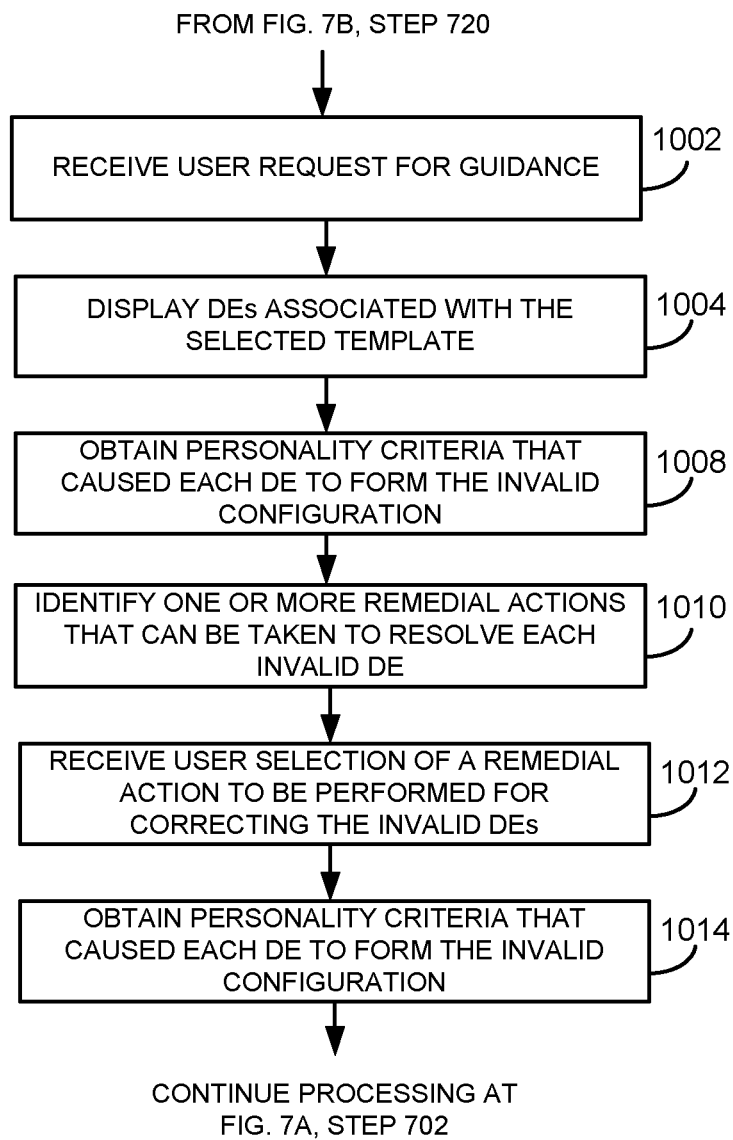 FROM FIG. 7B, STEP 720
RECEIVE USER REQUEST FOR GUIDANCE
1002
DISPLAY DEs ASSOCIATED WITH THE
SELECTED TEMPLATE
1004
OBTAIN PERSONALITY CRITERIA THAT
CAUSED EACH DE TO FORM THE INVALID
CONFIGURATION
1008
IDENTIFY ONE OR MORE REMEDIAL ACTIONS
THAT CAN BE TAKEN TO RESOLVE EACH
INVALID DE
1010
RECEIVE USER SELECTION OF A REMEDIAL
ACTION TO BE PERFORMED FOR
CORRECTING THE INVALID DEs
1012
OBTAIN PERSONALITY CRITERIA THAT
CAUSED EACH DE TO FORM THE INVALID
CONFIGURATION
1014
CONTINUE PROCESSING AT
FIG. 7A, STEP 702